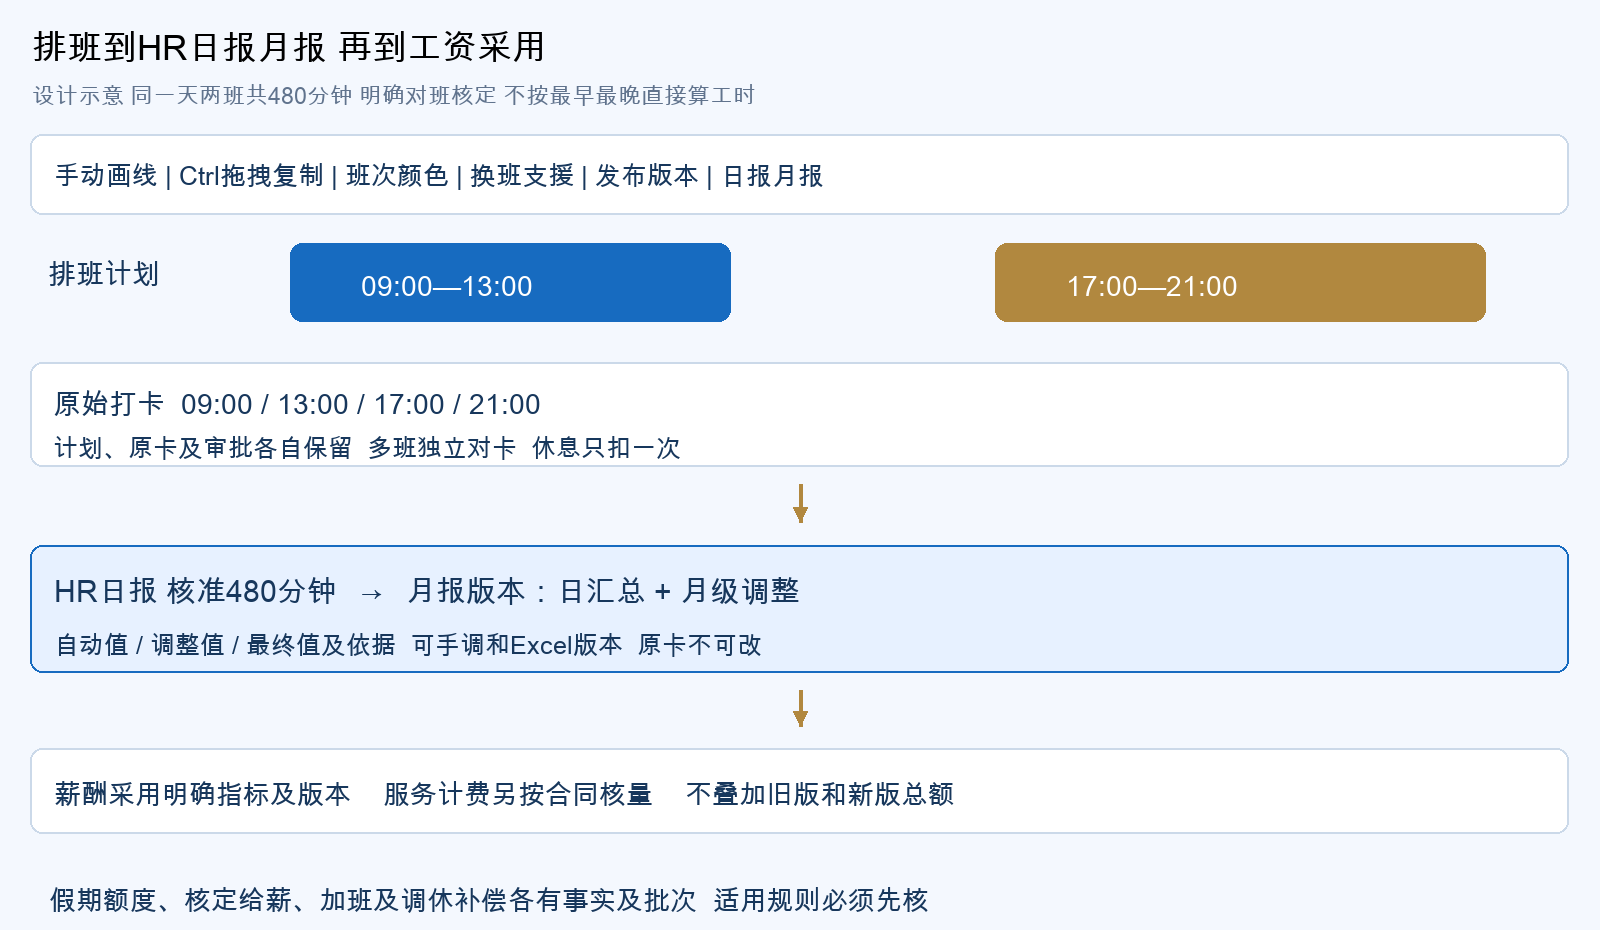 排班到HR日报月报 再到工资采用
设计示意 同一天两班共480分钟 明确对班核定 不按最早最晚直接算工时
手动画线 | Ctrl拖拽复制 | 班次颜色 | 换班支援 | 发布版本 | 日报月报
排班计划
09:00—13:00
17:00—21:00
原始打卡 09:00 / 13:00 / 17:00 / 21:00
计划、原卡及审批各自保留 多班独立对卡 休息只扣一次
HR日报 核准480分钟 → 月报版本：日汇总 + 月级调整
自动值 / 调整值 / 最终值及依据 可手调和Excel版本 原卡不可改
薪酬采用明确指标及版本 服务计费另按合同核量 不叠加旧版和新版总额
假期额度、核定给薪、加班及调休补偿各有事实及批次 适用规则必须先核